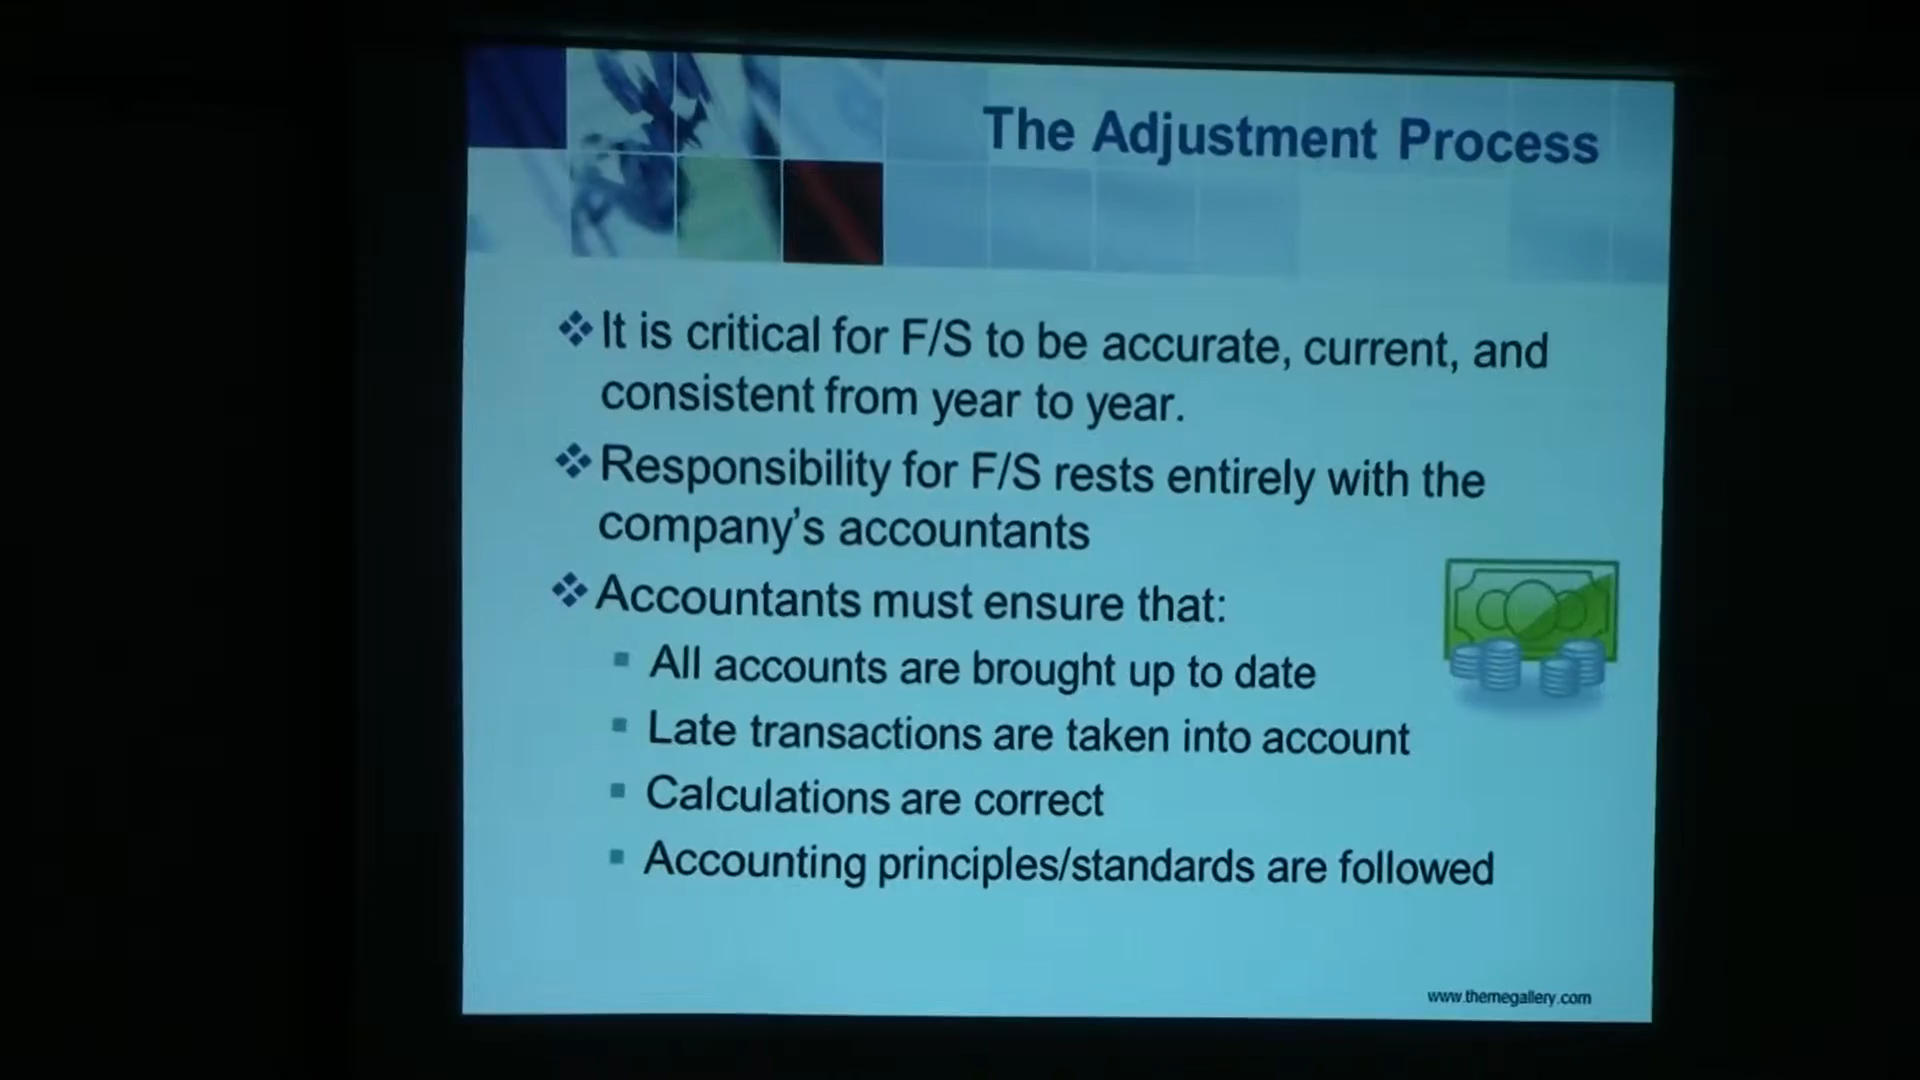 The Adjustment Process
It is critical for F/S to be accurate, current, and
consistent from year to year.
Responsibility for F/S rests entirely with the
company's accountants
Accountants must ensure that:
All accounts are brought up to date
Late transactions are taken into account
Calculations are correct
Accounting principles/standards are followed
www.themegallery.com